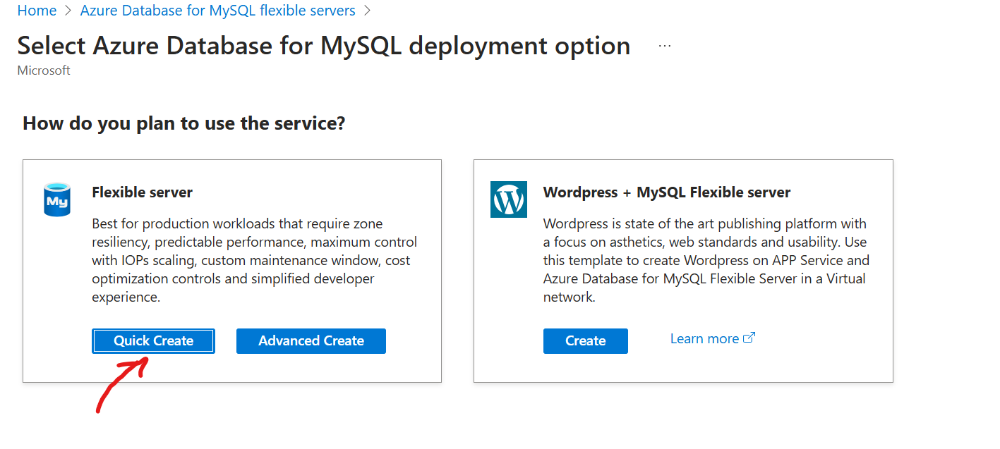 Home > Azure Database for MySQL flexible servers >
Select Azure Database for MySQL deployment option ...
Microsoft
How do you plan to use the service?
My
Flexible server
Best for production workloads that require zone
resiliency, predictable performance, maximum control
with IOPs scaling, custom maintenance window, cost
optimization controls and simplified developer
experience.
Quick Create
Advanced Create
W
Wordpress + MySQL Flexible server
Wordpress is state of the art publishing platform with
a focus on asthetics, web standards and usability. Use
this template to create Wordpress on APP Service and
Azure Database for MySQL Flexible Server in a Virtual
network.
Create
Learn more